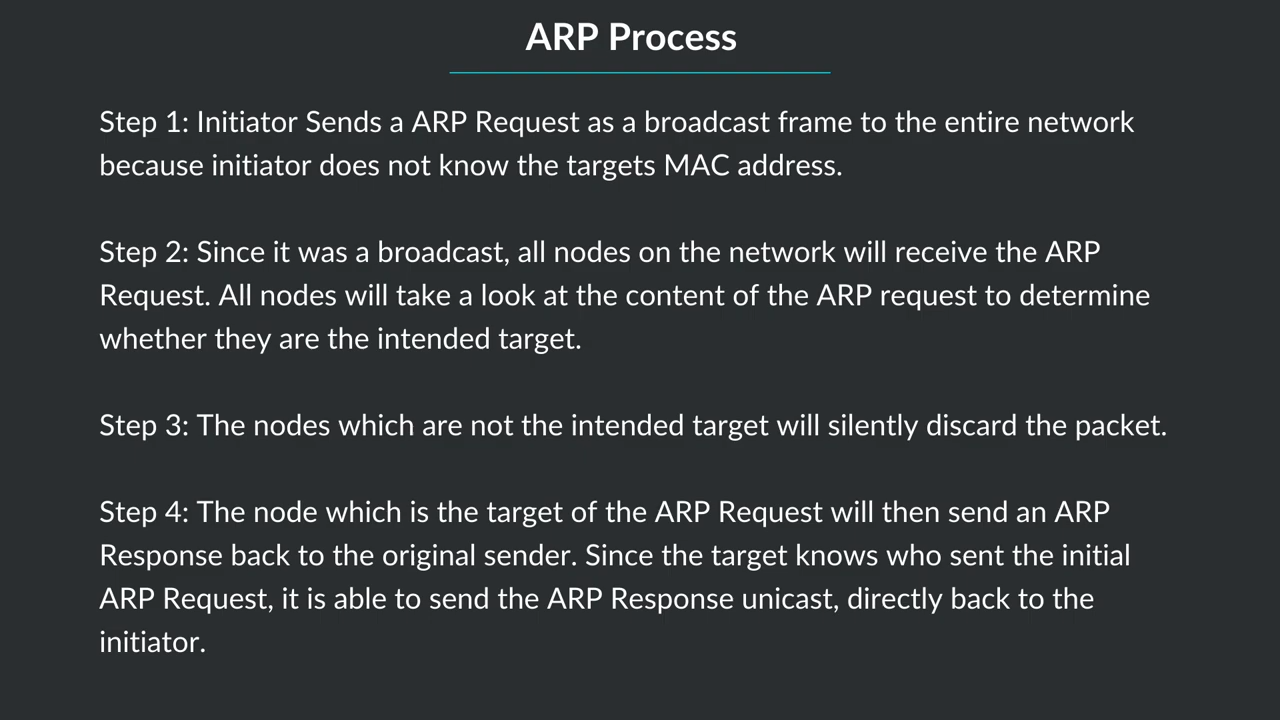 ARP Process
Step 1: Initiator Sends a ARP Request as a broadcast frame to the entire network
because initiator does not know the targets MAC address.
Step 2: Since it was a broadcast, all nodes on the network will receive the ARP
Request. All nodes will take a look at the content of the ARP request to determine
whether they are the intended target.
Step 3: The nodes which are not the intended target will silently discard the packet.
Step 4: The node which is the target of the ARP Request will then send an ARP
Response back to the original sender. Since the target knows who sent the initial
ARP Request, it is able to send the ARP Response unicast, directly back to the
initiator.